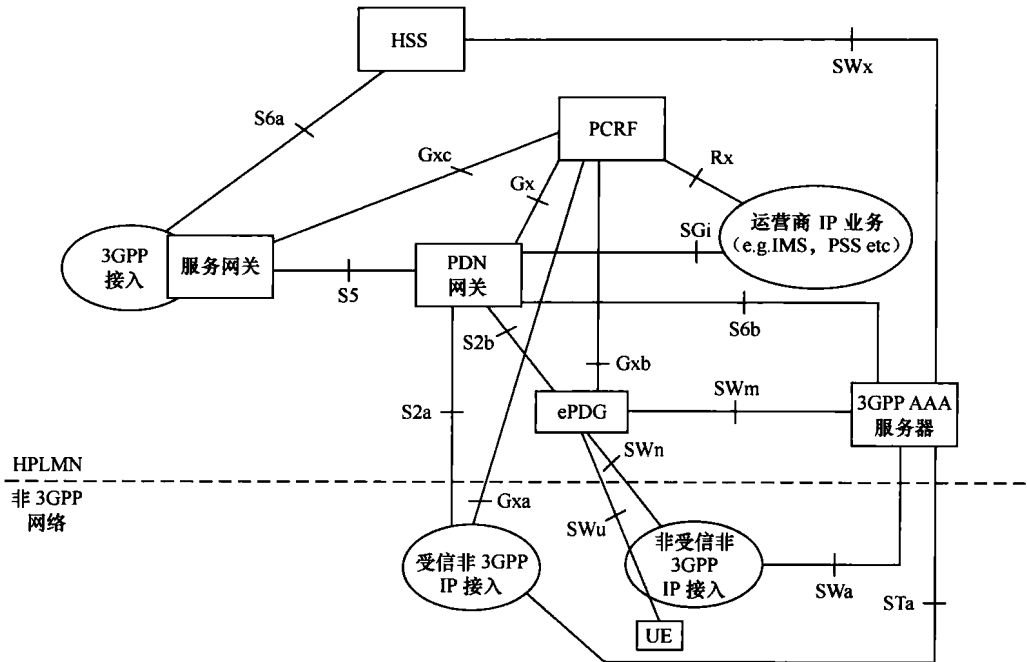 HSS
SWx
S6a
PCRF
Gxc
Rx
Gx
运营商 IP 业务
(e.g.IMS，PSS etc)
SGi
3GPP
接入
服务网关
PDN
网关
S5
S6b
S2b
Gxb
SWm
3GPP AAA
服务器
ePDG
S2a
SWn
HPLMN
非 3GPP
网络
Gxa
SWu
受信非 3GPP
IP 接入
非受信非
3GPP
IP 接入
SWa
STa
UE